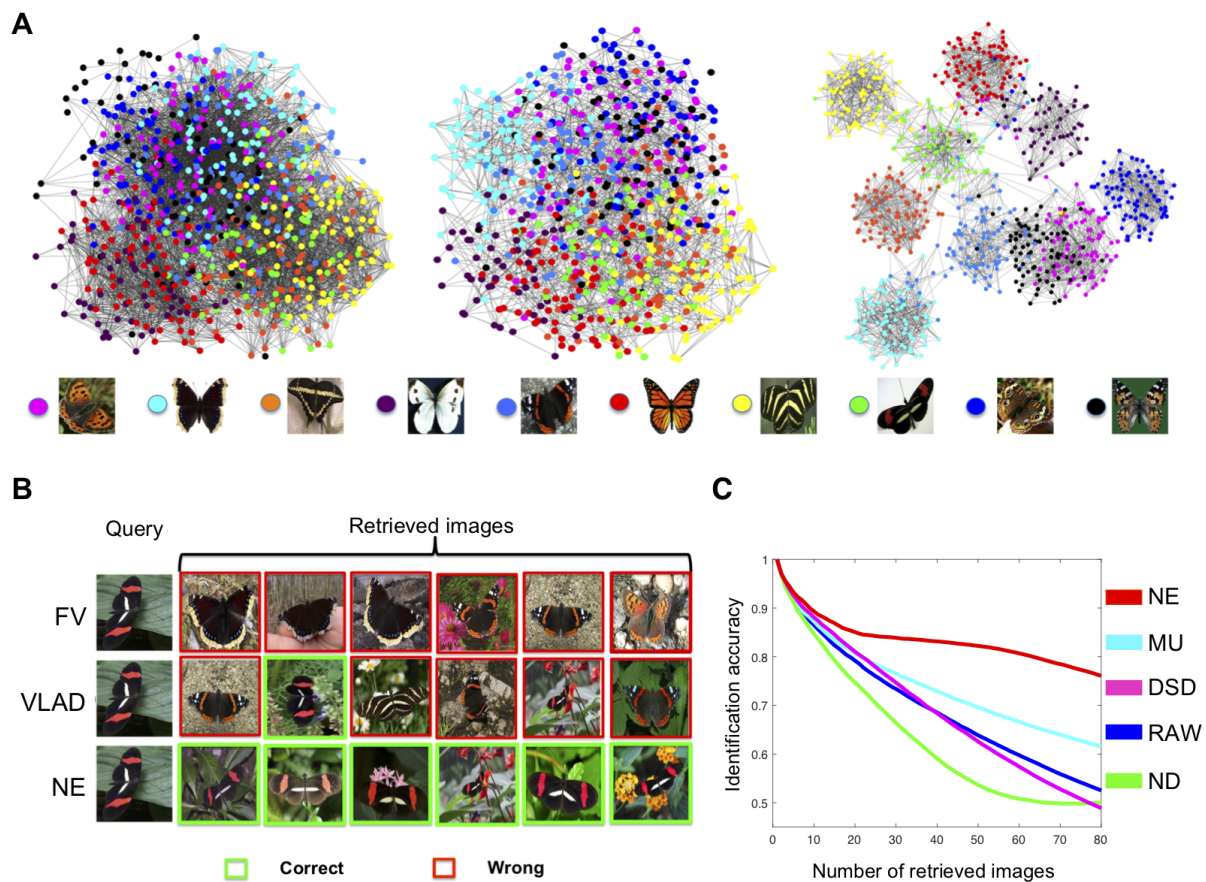 A
B
Query
Retrieved images
FV
VLAD
NE
Correct
Wrong
C
Identification accuracy
1
0.9
0.8
0.7
0.6
0.5
0 10 20 30 40 50 60 70 80
Number of retrieved images
NE
MU
DSD
RAW
ND